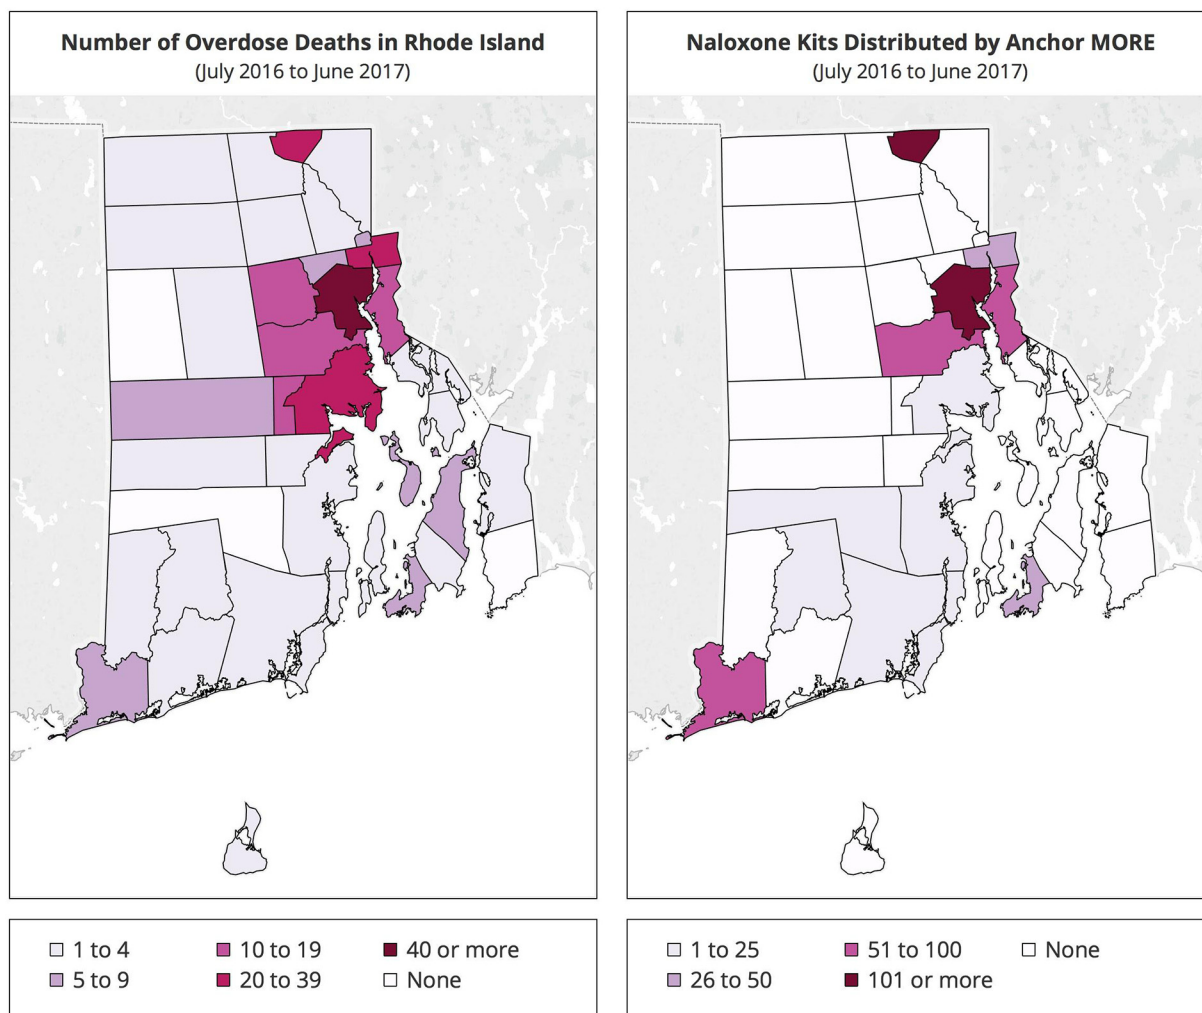 Number of Overdose Deaths in Rhode Island
(July 2016 to June 2017)
1 to 4
10 to 19
40 or more
5 to 9
20 to 39
None
Naloxone Kits Distributed by Anchor MORE
(July 2016 to June 2017)
1 to 25
51 to 100
None
26 to 50
101 or more